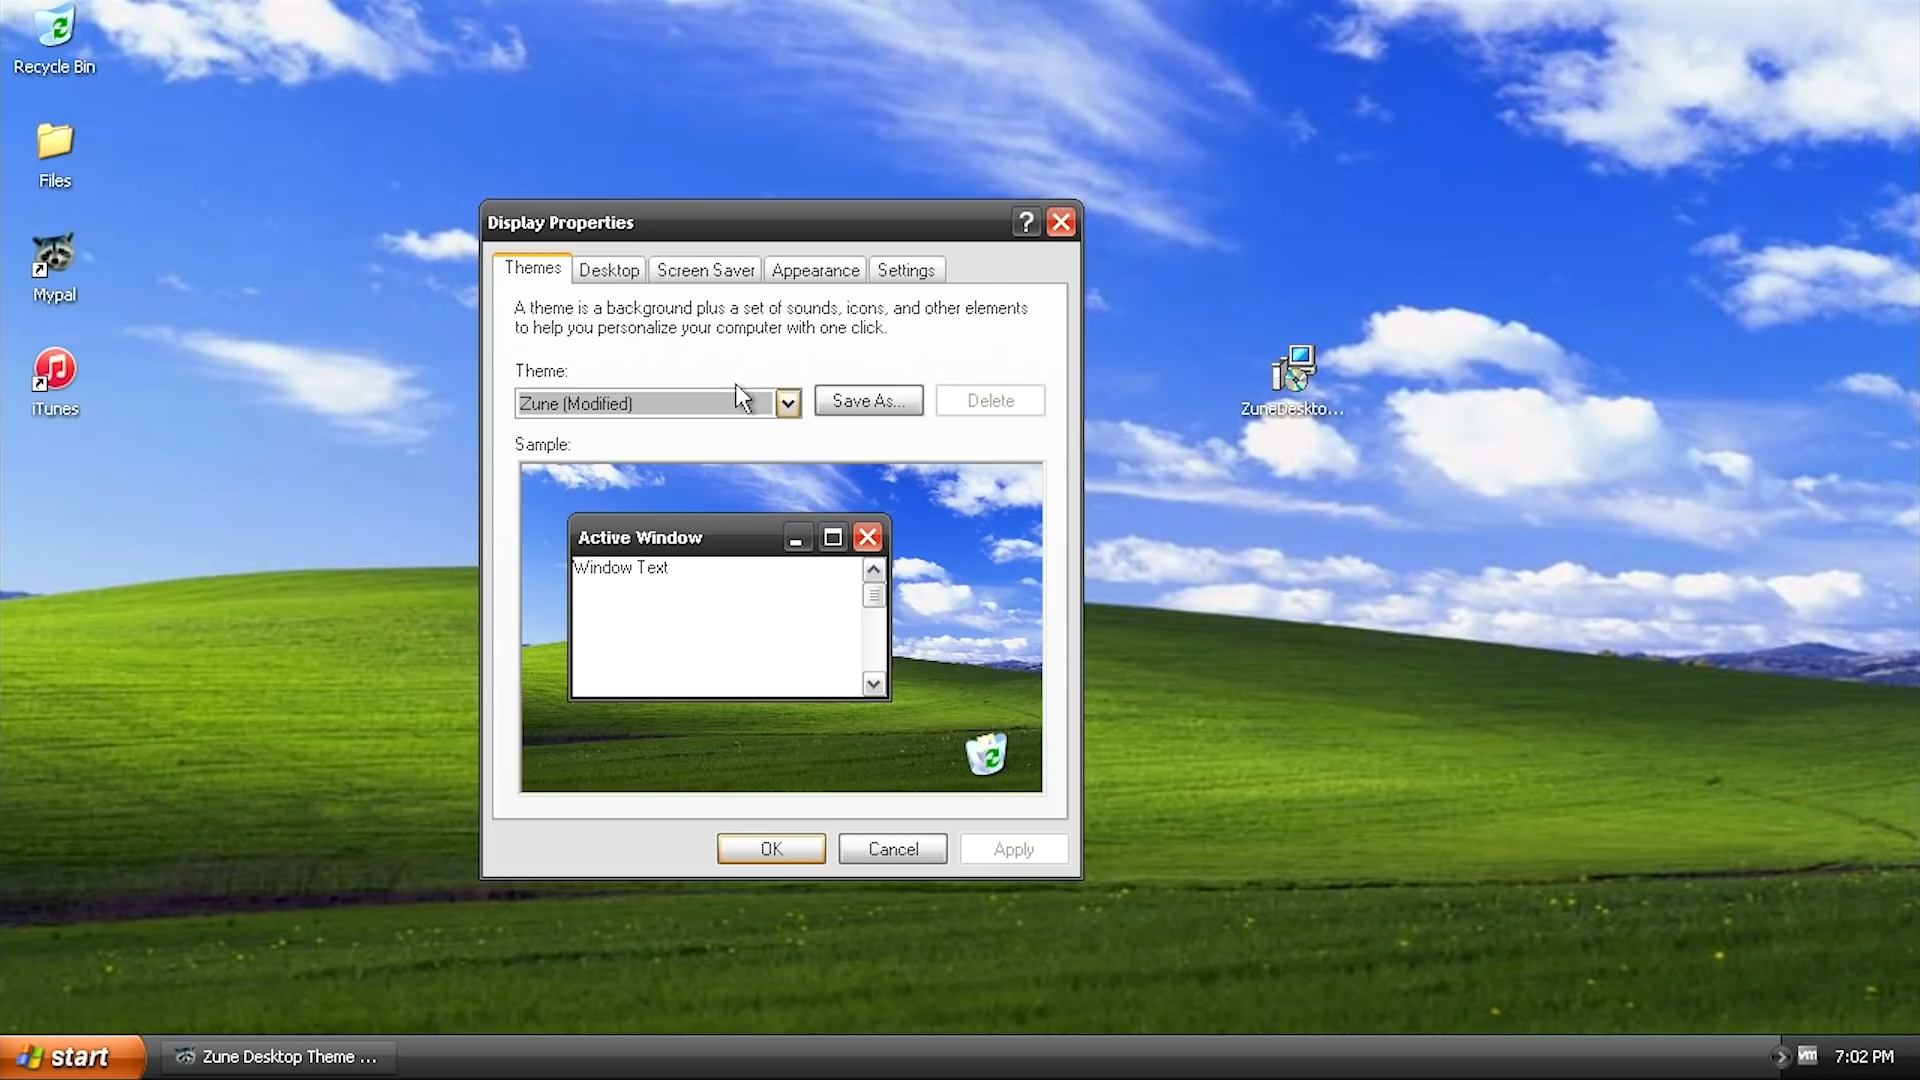 Recycle Bin
Files
Mypal
iTunes
Display Properties
?
Themes
Desktop
Screen Saver
Appearance
Settings
A theme is a background plus a set of sounds, icons, and other elements
to help you personalize your computer with one click.
Theme:
Zune (Modified)
Save As...
Delete
Sample:
Active Window
Window Text
OK
Cancel
Apply
ZuneDeskto...
start
Zune Desktop Theme ...
vm
7:02 PM